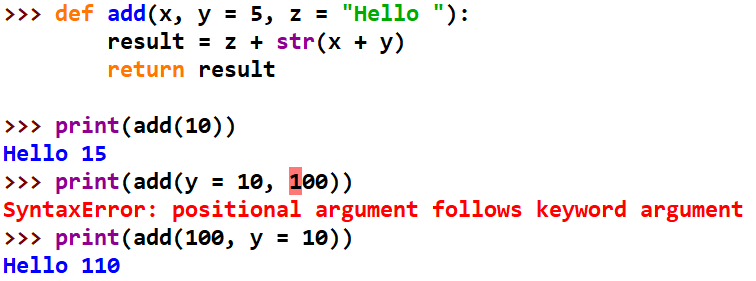 >>> def add(x, y = 5, z = "Hello "):
        result = z + str(x + y)
        return result
>>> print(add(10))
Hello 15
>>> print(add(y = 10, 100))
SyntaxError: positional argument follows keyword argument
>>> print(add(100, y = 10))
Hello 110